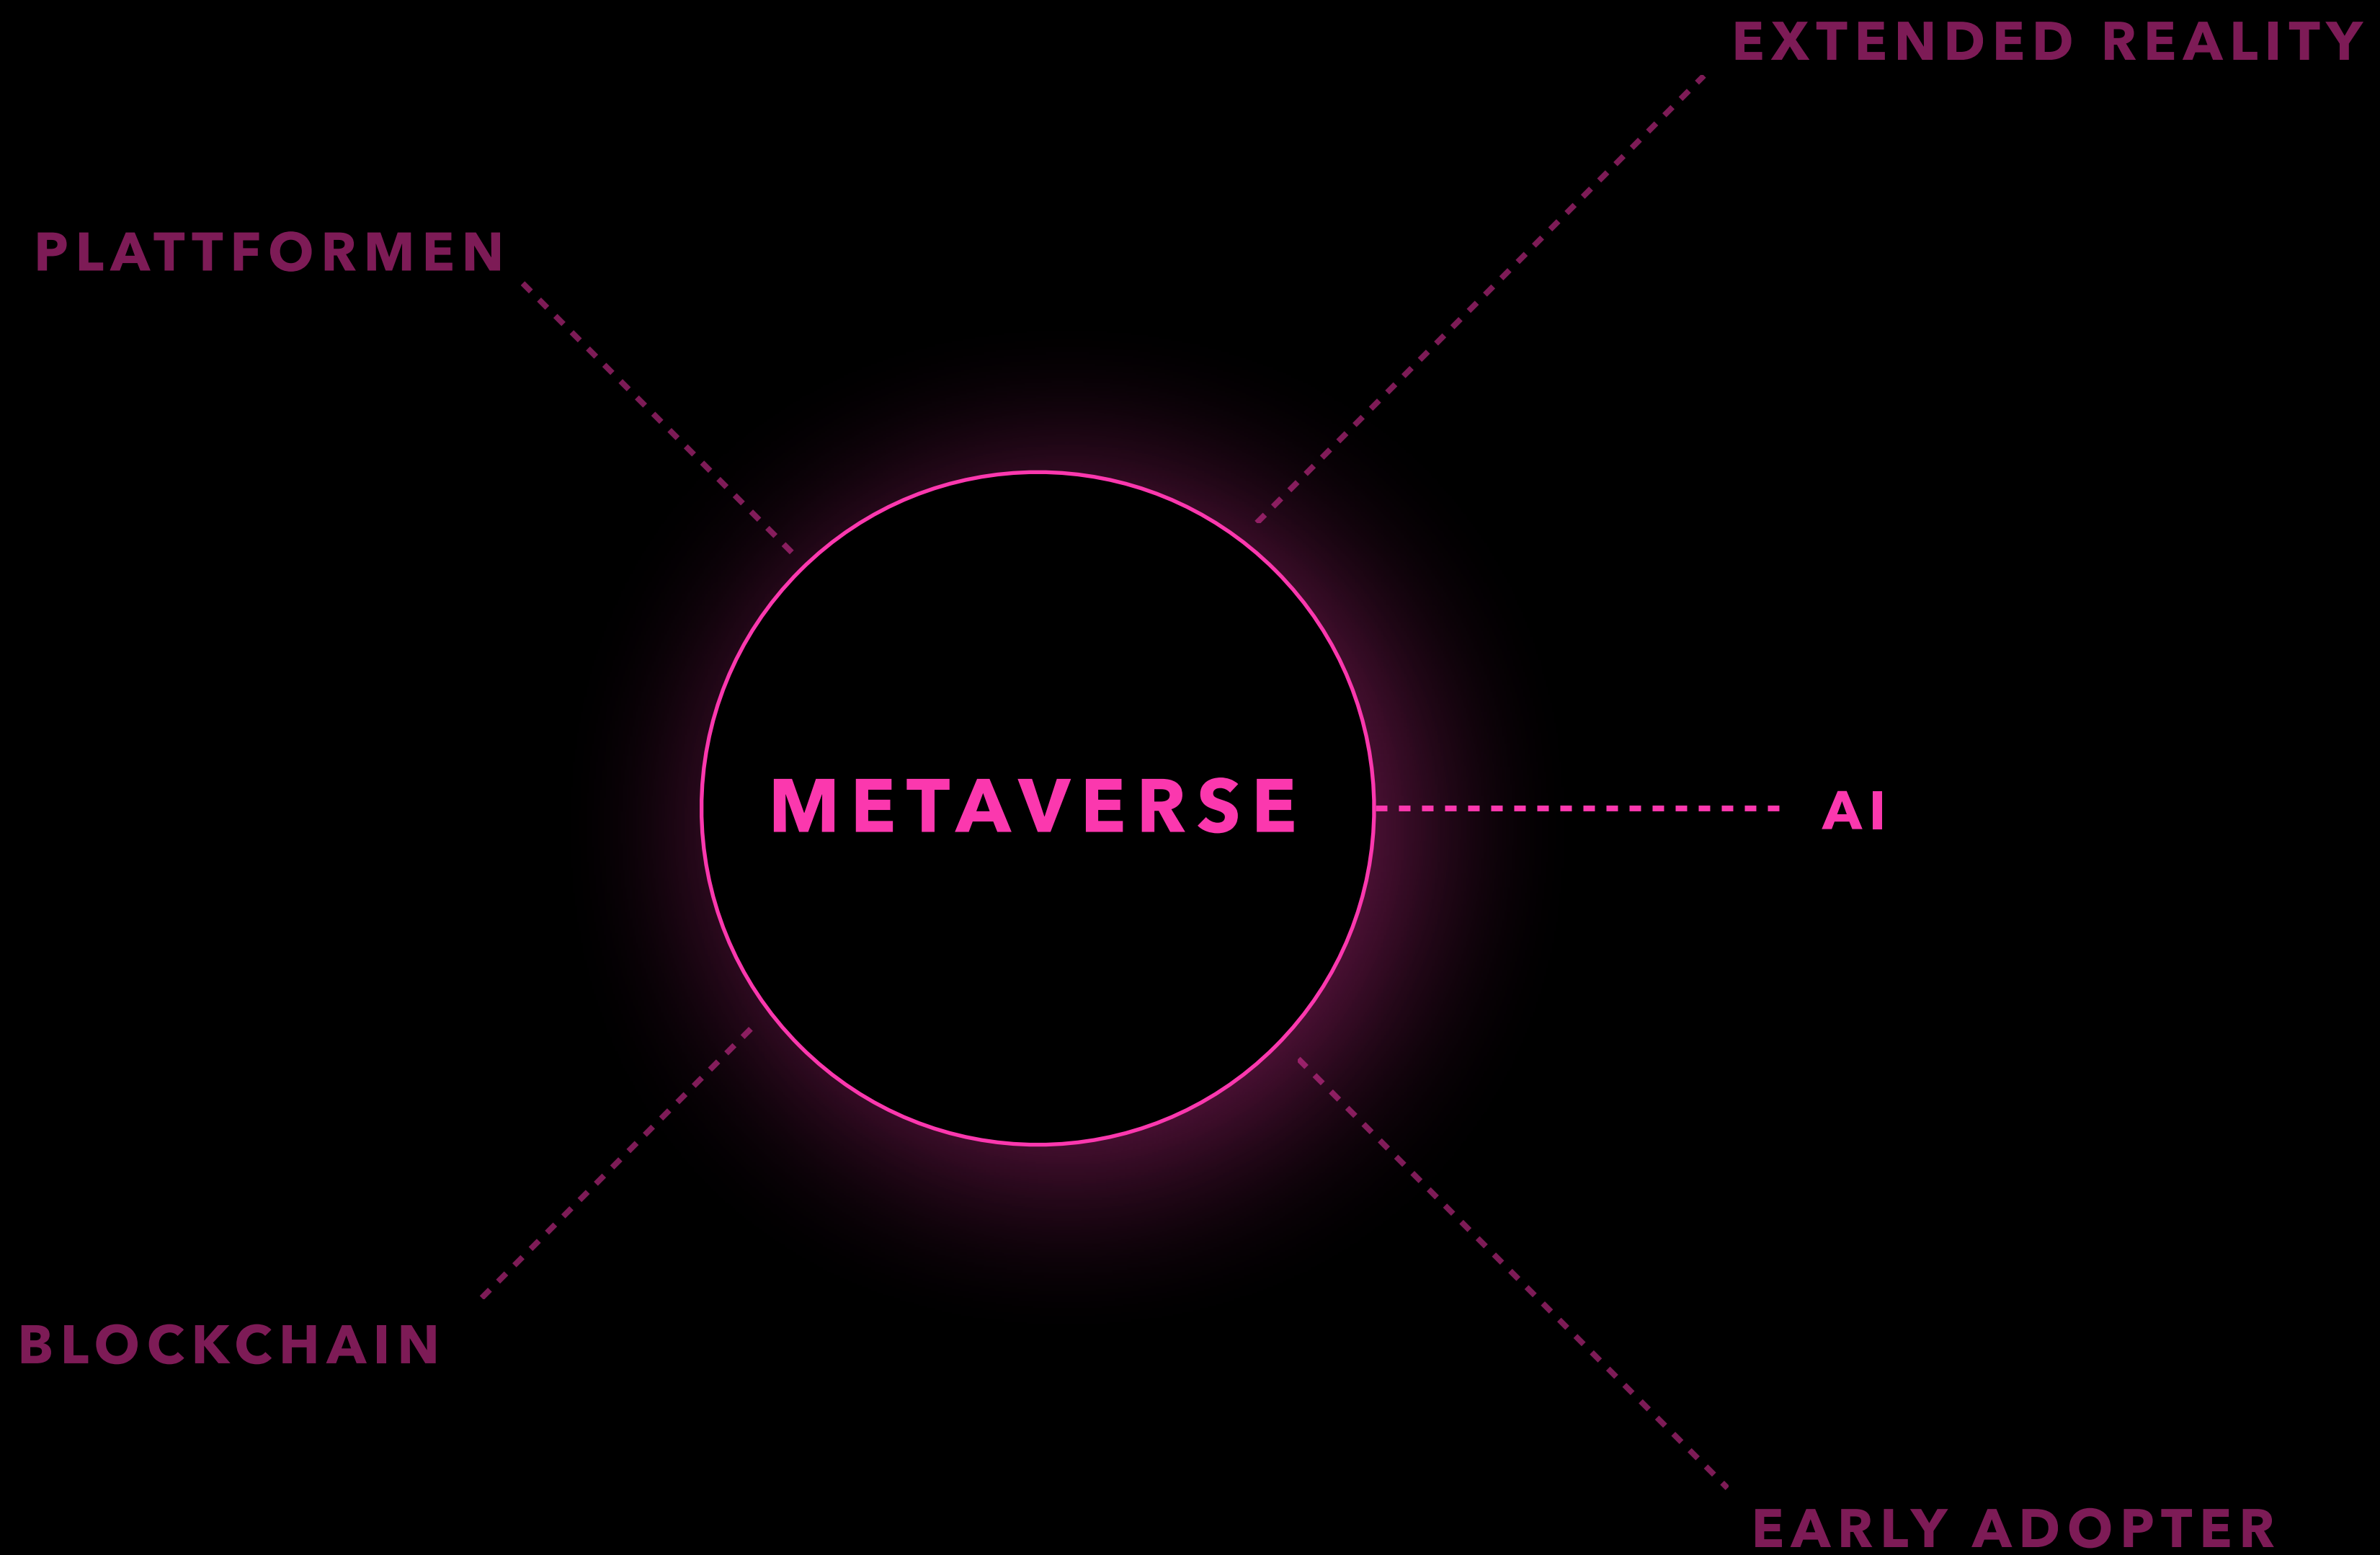 EXTENDED REALITY
PLATTFORMEN
METAVERSE
AI
BLOCKCHAIN
EARLY ADOPTER